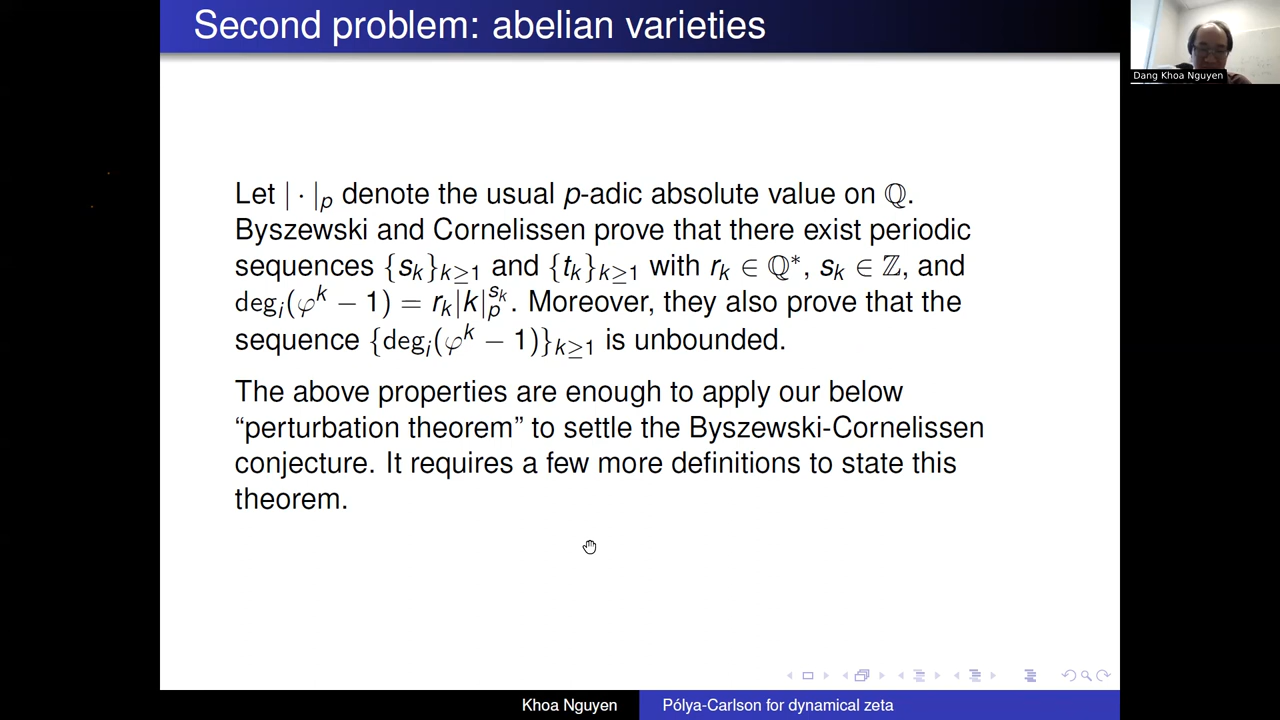 Second problem: abelian varieties
Dang Khoa Nguyen
Let | · |_p denote the usual p-adic absolute value on ℚ.
Byszewski and Cornelissen prove that there exist periodic
sequences {s_k}_{k≥1} and {t_k}_{k≥1} with r_k ∈ ℚ*, s_k ∈ ℤ, and
deg_i(φ^k − 1) = r_k|k|_p^{s_k}. Moreover, they also prove that the
sequence {deg_i(φ^k − 1)}_{k≥1} is unbounded.
The above properties are enough to apply our below
“perturbation theorem” to settle the Byszewski-Cornelissen
conjecture. It requires a few more definitions to state this
theorem.
Khoa Nguyen
Pólya-Carlson for dynamical zeta